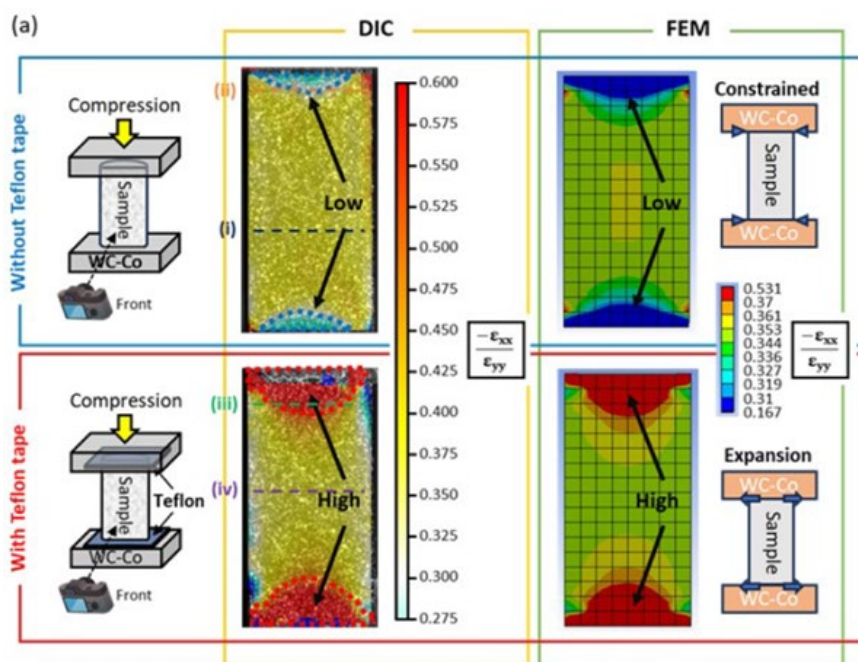 (a)
DIC
FEM
Without Teflon tape
Compression
Sample
WC-Co
Front
(ii)
(i)
Low
0.600
0.575
0.550
0.525
0.500
0.475
0.450
0.425
0.400
0.375
0.350
0.325
0.300
0.275
Low
Constrained
WC-Co
Sample
WC-Co
−εxx
εyy
0.531
0.37
0.361
0.353
0.344
0.336
0.327
0.319
0.31
0.167
−εxx
εyy
With Teflon tape
Compression
Sample
Teflon
WC-Co
Front
(iii)
(iv)
High
High
Expansion
WC-Co
Sample
WC-Co